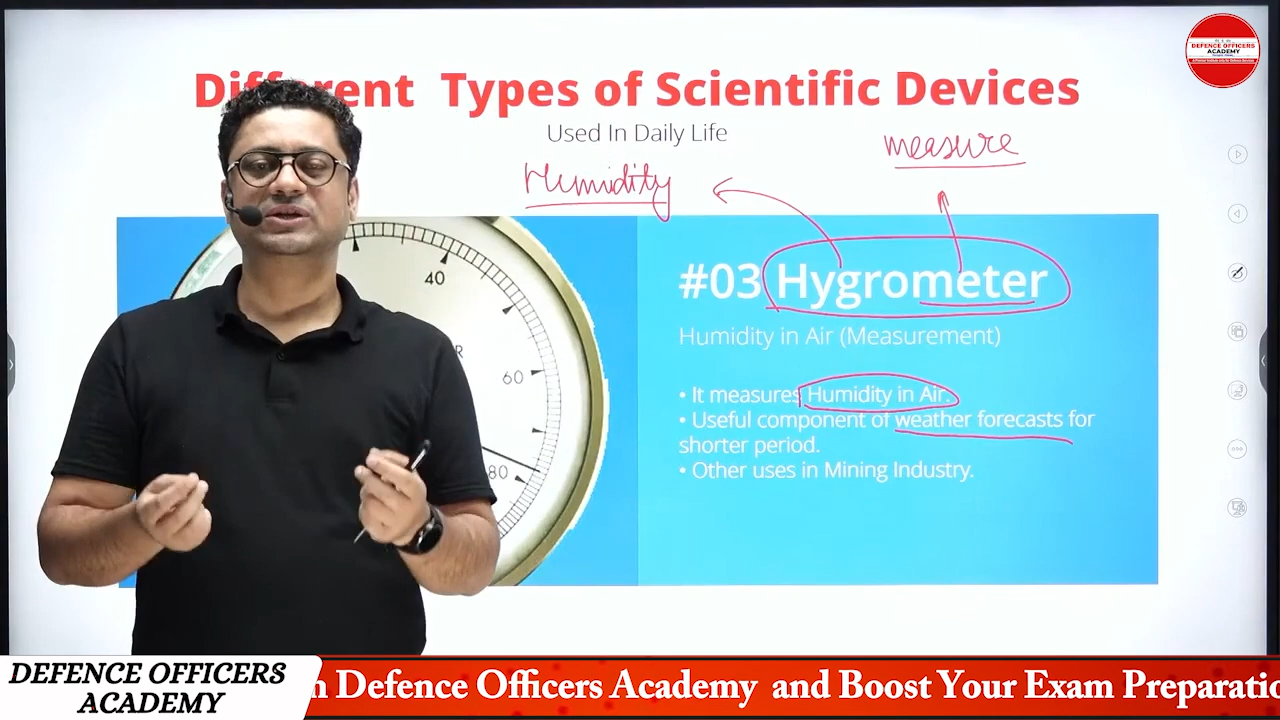 DEFENCE OFFICERS
ACADEMY
Different Types of Scientific Devices
Used In Daily Life
measure
Humidity
40
60
80
R
#03 Hygrometer
Humidity in Air (Measurement)
• It measures Humidity in Air.
• Useful component of weather forecasts for
shorter period.
• Other uses in Mining Industry.
DEFENCE OFFICERS
ACADEMY
n Defence Officers Academy and Boost Your Exam Preparatio